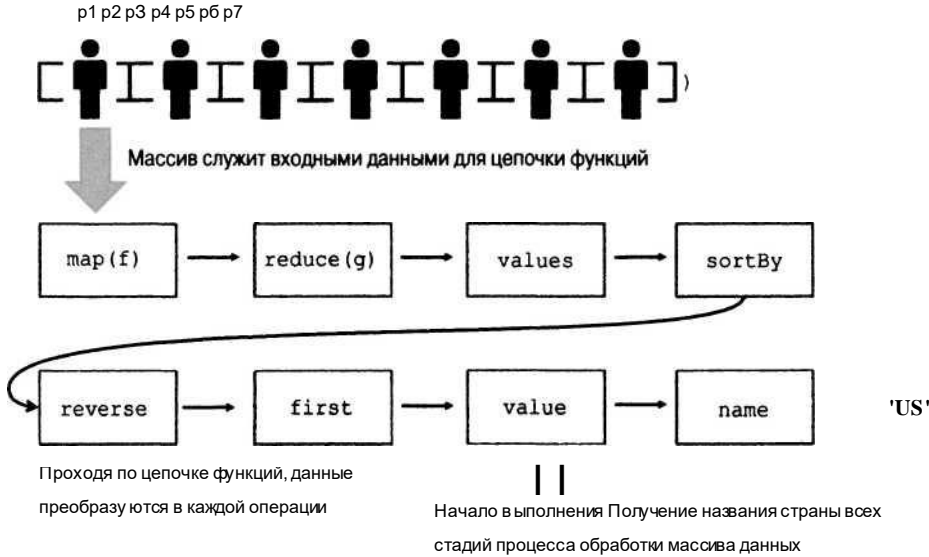 p1 p2 p3 p4 p5 p6 p7
Массив служит входными данными для цепочки функций
map(f)
reduce(g)
values
sortBy
reverse
first
value
name
'US'
Проходя по цепочке функций, данные
преобразу ются в каждой операции
Начало выполнения Получение названия страны всех
стадий процесса обработки массива данных